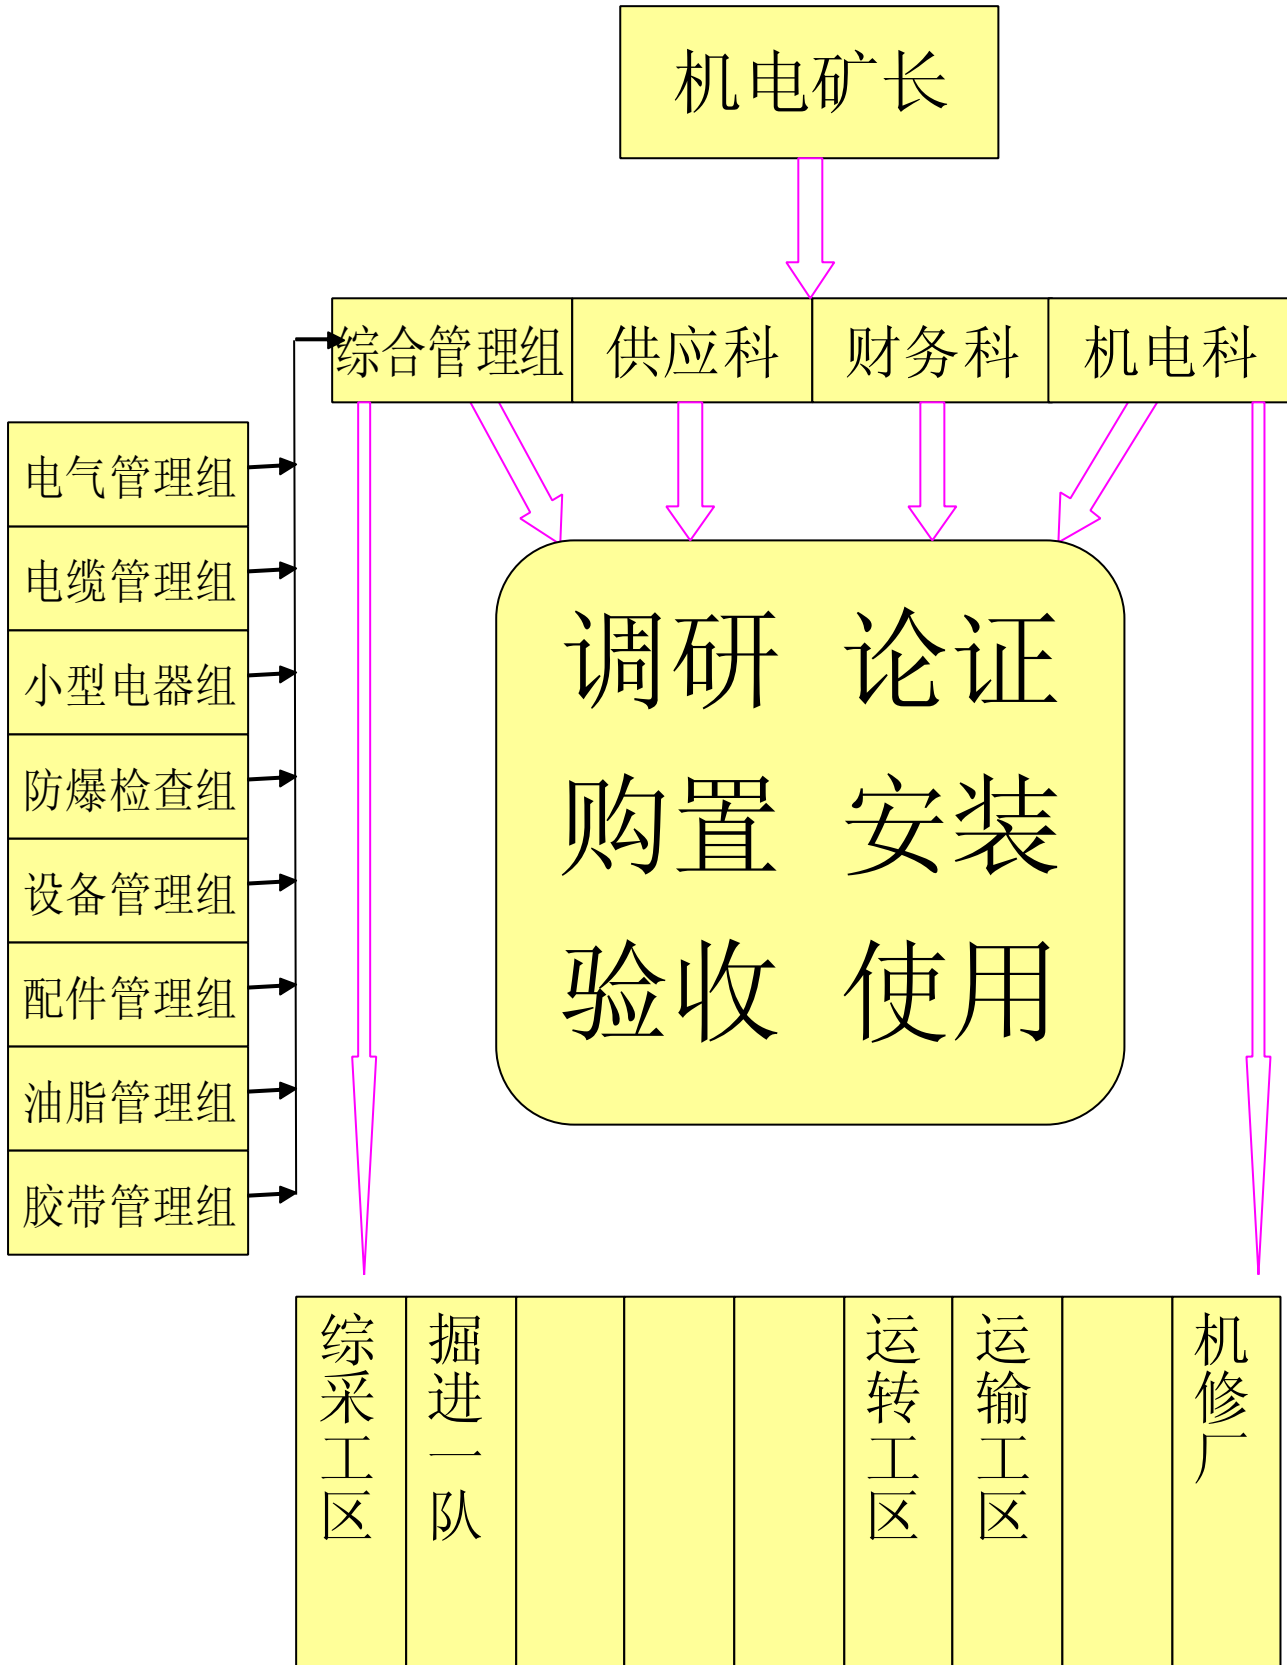 机电矿长
综合管理组
供应科
财务科
机电科
电气管理组
电缆管理组
小型电器组
防爆检查组
设备管理组
配件管理组
油脂管理组
胶带管理组
调研 论证
购置 安装
验收 使用
综采工区
掘进一队
运转工区
运输工区
机修厂